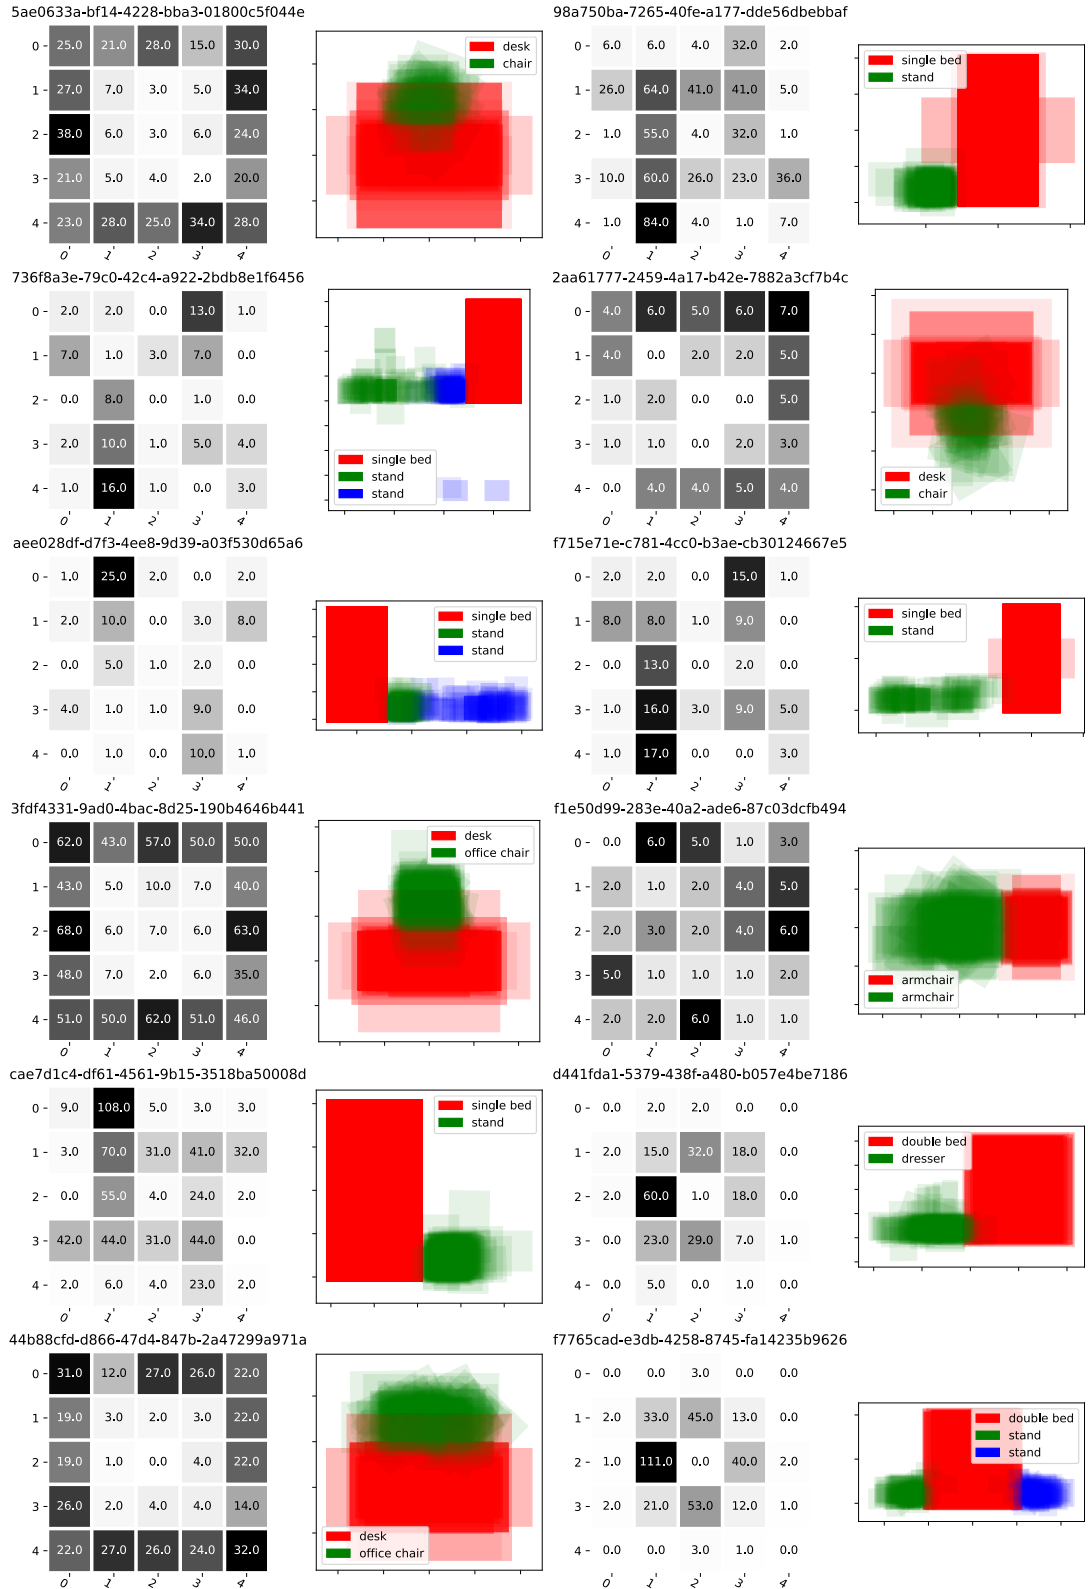 5ae0633a-bf14-4228-bba3-01800c5f044e
0 25.0 21.0 28.0 15.0 30.0
1 27.0 7.0 3.0 5.0 34.0
2 38.0 6.0 3.0 6.0 24.0
3 21.0 5.0 4.0 2.0 20.0
4 23.0 28.0 25.0 34.0 28.0
0 1 2 3 4
desk
chair
98a750ba-7265-40fe-a177-dde56dbebbaf
0 6.0 6.0 4.0 32.0 2.0
1 26.0 64.0 41.0 41.0 5.0
2 1.0 55.0 4.0 32.0 1.0
3 10.0 60.0 26.0 23.0 36.0
4 1.0 84.0 4.0 1.0 7.0
0 1 2 3 4
single bed
stand
736f8a3e-79c0-42c4-a922-2bdb8e1f6456
0 2.0 2.0 0.0 13.0 1.0
1 7.0 1.0 3.0 7.0 0.0
2 0.0 8.0 0.0 1.0 0.0
3 2.0 10.0 1.0 5.0 4.0
4 1.0 16.0 1.0 0.0 3.0
0 1 2 3 4
single bed
stand
stand
2aa61777-2459-4a17-b42e-7882a3cf7b4c
0 4.0 6.0 5.0 6.0 7.0
1 4.0 0.0 2.0 2.0 5.0
2 1.0 2.0 0.0 0.0 5.0
3 1.0 1.0 0.0 2.0 3.0
4 1.0 4.0 4.0 5.0 4.0
0 1 2 3 4
desk
chair
aee028df-d7f3-4ee8-9d39-a03f530d65a6
0 1.0 25.0 2.0 0.0 2.0
1 2.0 10.0 0.0 3.0 8.0
2 0.0 5.0 1.0 2.0 0.0
3 4.0 1.0 1.0 9.0 0.0
4 0.0 1.0 0.0 10.0 1.0
0 1 2 3 4
single bed
stand
stand
f715e71e-c781-4cc0-b3ae-cb30124667e5
0 2.0 2.0 0.0 15.0 1.0
1 8.0 8.0 1.0 9.0 0.0
2 0.0 13.0 0.0 2.0 0.0
3 1.0 16.0 3.0 9.0 5.0
4 1.0 17.0 0.0 0.0 3.0
0 1 2 3 4
single bed
stand
3fdf4331-9ad0-4bac-8d25-190b4646b441
0 62.0 43.0 57.0 50.0 50.0
1 43.0 5.0 10.0 7.0 40.0
2 68.0 6.0 7.0 6.0 63.0
3 48.0 7.0 2.0 6.0 35.0
4 51.0 50.0 62.0 51.0 46.0
0 1 2 3 4
desk
office chair
f1e50d99-283e-40a2-ade6-87c03dcfb494
0 0.0 6.0 5.0 1.0 3.0
1 2.0 1.0 2.0 4.0 5.0
2 2.0 3.0 2.0 4.0 6.0
3 5.0 1.0 1.0 1.0 2.0
4 2.0 2.0 6.0 1.0 1.0
0 1 2 3 4
armchair
armchair
cae7d1c4-df61-4561-9b15-3518ba50008d
0 9.0 108.0 5.0 3.0 3.0
1 3.0 70.0 31.0 41.0 32.0
2 0.0 55.0 4.0 24.0 2.0
3 42.0 44.0 31.0 44.0 0.0
4 2.0 6.0 4.0 23.0 2.0
0 1 2 3 4
single bed
stand
d441fda1-5379-438f-a480-b057e4be7186
0 0.0 2.0 2.0 0.0 0.0
1 2.0 15.0 32.0 18.0 0.0
2 2.0 60.0 1.0 18.0 0.0
3 2.0 23.0 29.0 7.0 1.0
4 0.0 5.0 0.0 1.0 0.0
0 1 2 3 4
double bed
dresser
44b88cfd-d866-47d4-847b-2a47299a971a
0 31.0 12.0 27.0 26.0 22.0
1 19.0 3.0 2.0 3.0 22.0
2 19.0 1.0 0.0 4.0 22.0
3 26.0 2.0 4.0 4.0 14.0
4 22.0 27.0 26.0 24.0 32.0
0 1 2 3 4
desk
office chair
f7765cad-e3db-4258-8745-fa14235b9626
0 0.0 0.0 3.0 0.0 0.0
1 2.0 33.0 45.0 13.0 0.0
2 1.0 111.0 0.0 40.0 2.0
3 2.0 21.0 53.0 12.0 1.0
4 0.0 0.0 3.0 1.0 0.0
0 1 2 3 4
double bed
stand
stand